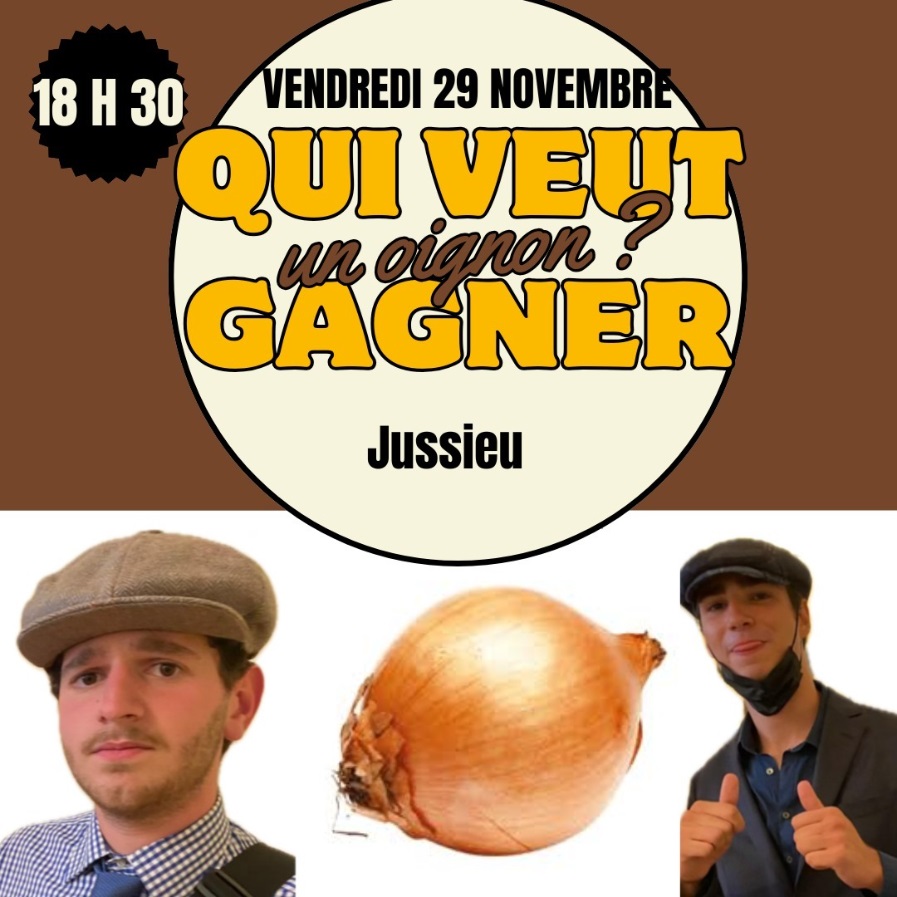 18 H 30
VENDREDI 29 NOVEMBRE
QUI VEUT
un oignon ?
GAGNER
Jussieu